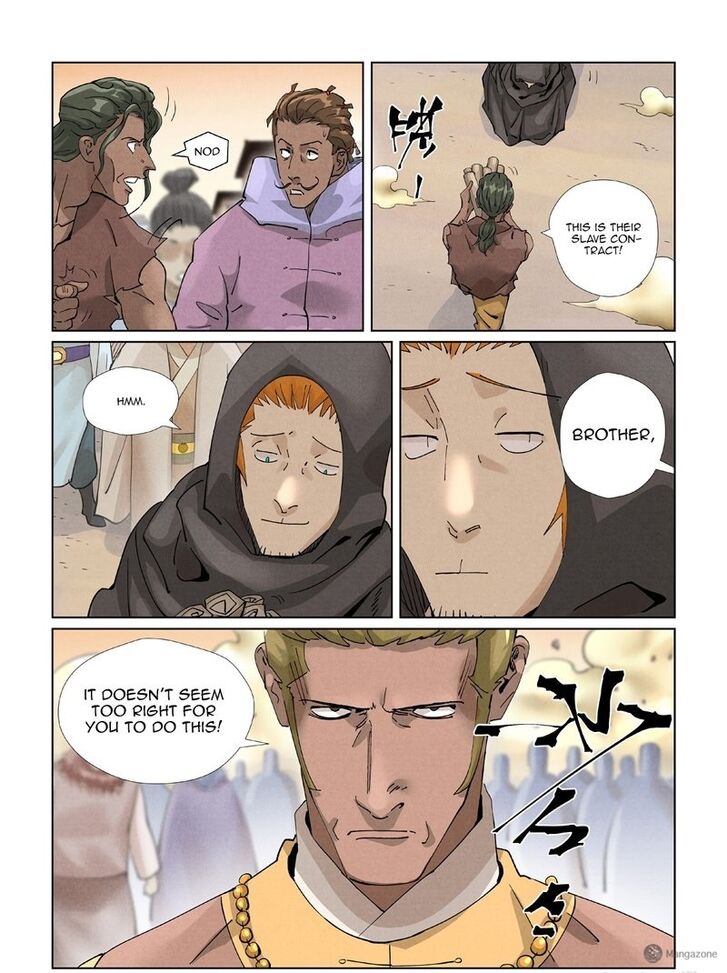 NOD
THIS IS THEIR
SLAVE CON-
TRACT!
HMM.
BROTHER,
IT DOESN'T SEEM
TOO RIGHT FOR
YOU TO DO THIS!
Mangazone